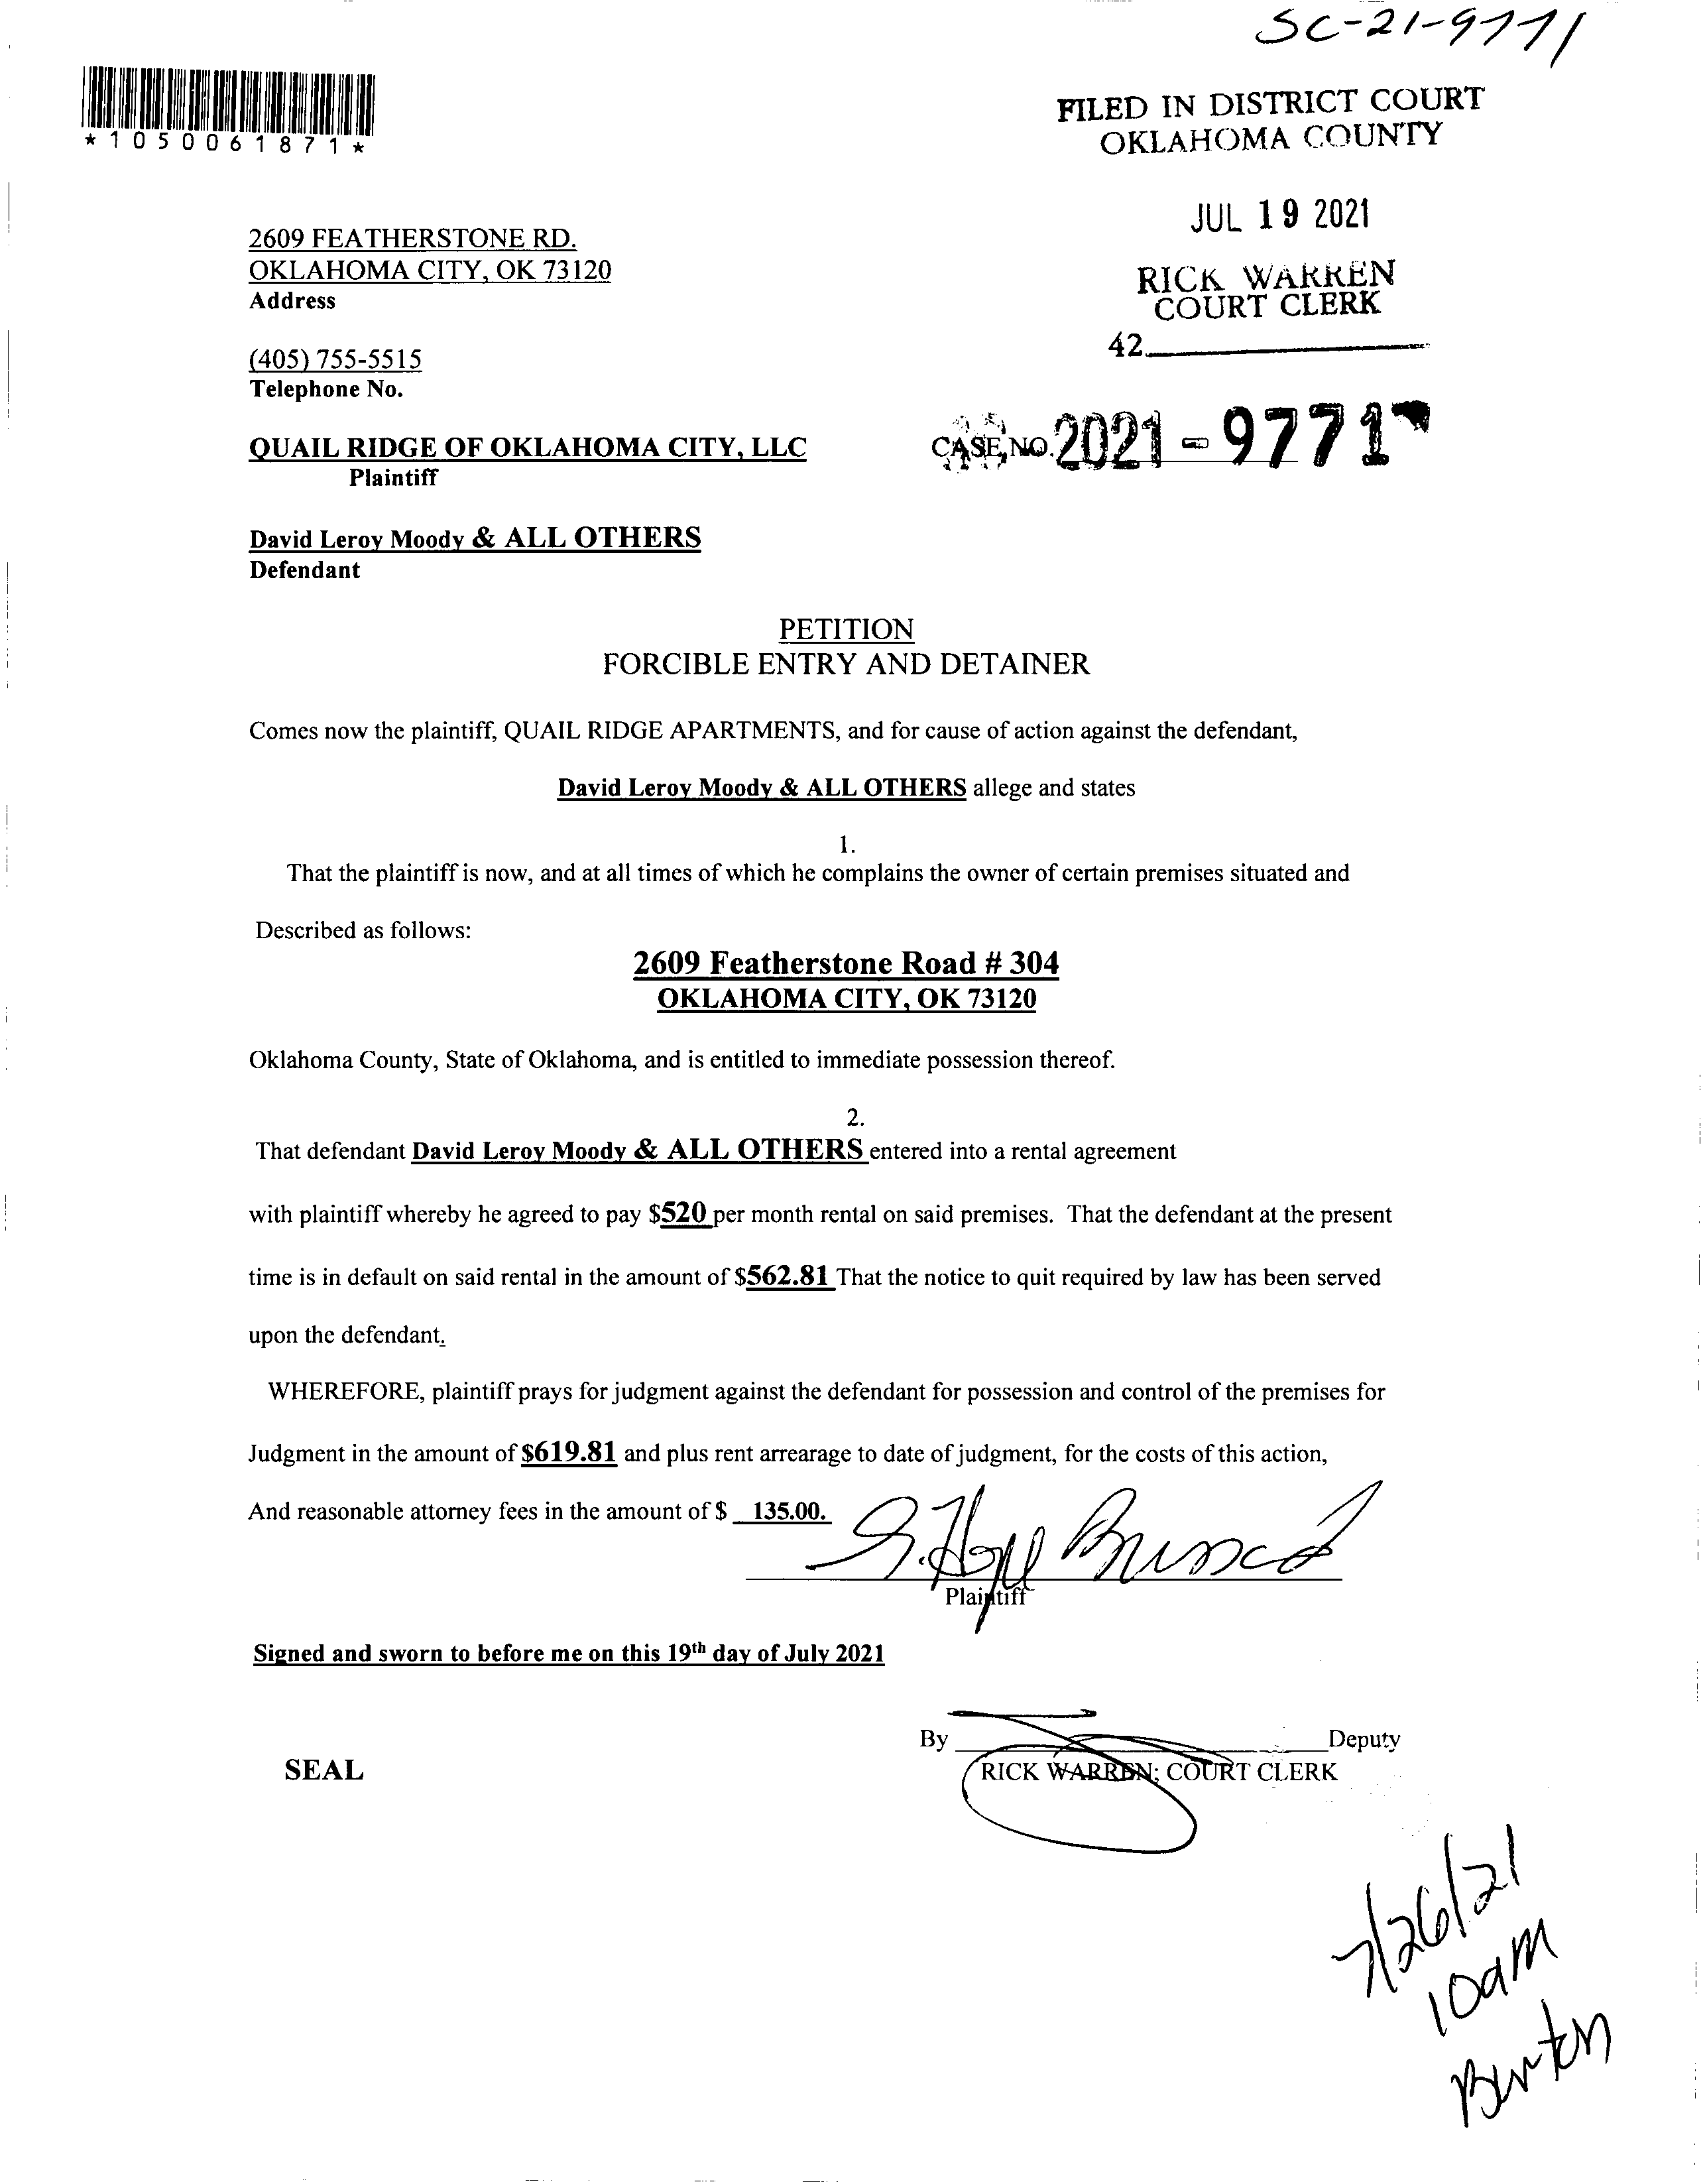 SC-21-9771
FILED IN DISTRICT COURT
OKLAHOMA COUNTY
*1050061871*
JUL 19 2021
2609 FEATHERSTONE RD.
OKLAHOMA CITY, OK 73120
Address
RICK WARREN
COURT CLERK
42
(405) 755-5515
Telephone No.
QUAIL RIDGE OF OKLAHOMA CITY, LLC
Plaintiff
CASE NO. 2021-9771
David Leroy Moody & ALL OTHERS
Defendant
PETITION
FORCIBLE ENTRY AND DETAINER
Comes now the plaintiff, QUAIL RIDGE APARTMENTS, and for cause of action against the defendant,
David Leroy Moody & ALL OTHERS allege and states
1.
That the plaintiff is now, and at all times of which he complains the owner of certain premises situated and
Described as follows:
2609 Featherstone Road # 304
OKLAHOMA CITY, OK 73120
Oklahoma County, State of Oklahoma, and is entitled to immediate possession thereof.
2.
That defendant David Leroy Moody & ALL OTHERS entered into a rental agreement
with plaintiff whereby he agreed to pay $520 per month rental on said premises. That the defendant at the present
time is in default on said rental in the amount of $562.81 That the notice to quit required by law has been served
upon the defendant.
WHEREFORE, plaintiff prays for judgment against the defendant for possession and control of the premises for
Judgment in the amount of $619.81 and plus rent arrearage to date of judgment, for the costs of this action,
And reasonable attorney fees in the amount of $ 135.00.
Plaintiff
Signed and sworn to before me on this 19th day of July 2021
By Deputy
SEAL
RICK WARREN; COURT CLERK
7/26/21
10am